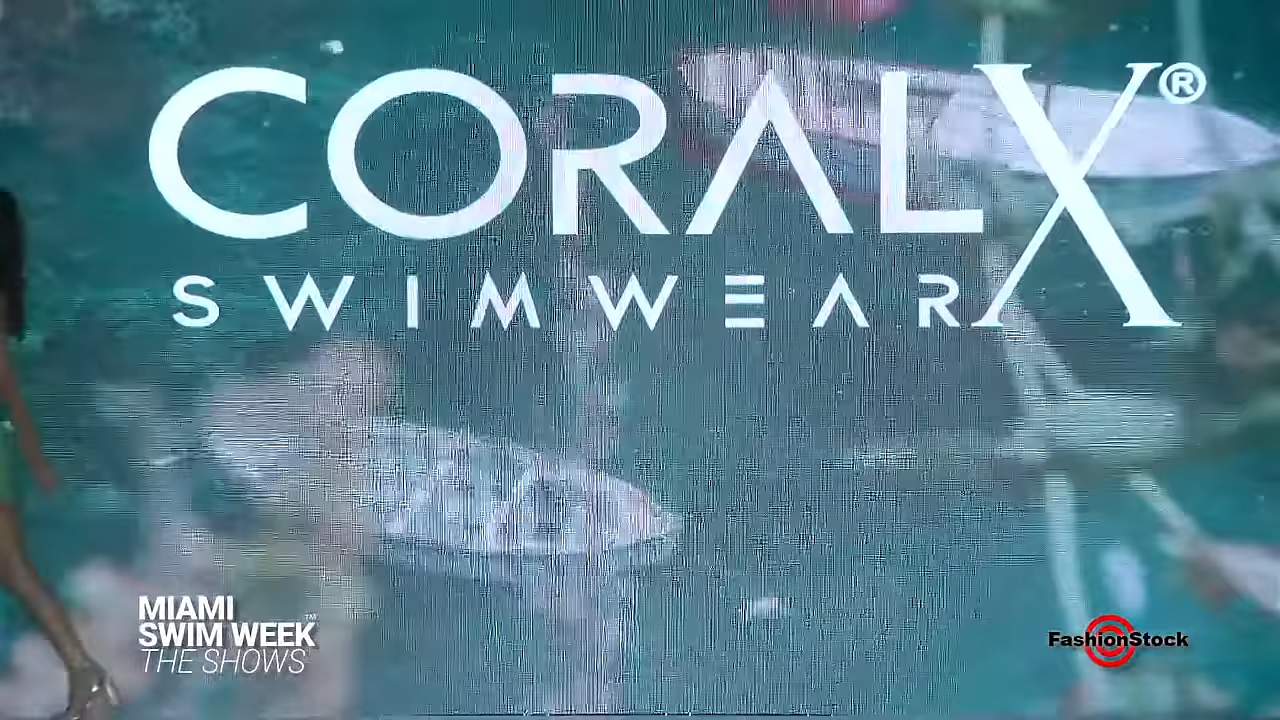 CORALX®
SWIMWEAR
MIAMI
SWIM WEEK™
THE SHOWS
FashionStock